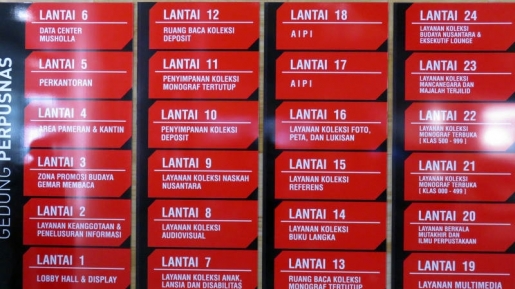 GEDUNG PERPUSNAS
LANTAI 6
DATA CENTER
MUSHOLLA
LANTAI 5
PERKANTORAN
LANTAI 4
AREA PAMERAN & KANTIN
LANTAI 3
ZONA PROMOSI BUDAYA
GEMAR MEMBACA
LANTAI 2
LAYANAN KEANGGOTAAN &
PENELUSURAN INFORMASI
LANTAI 1
LOBBY HALL & DISPLAY
LANTAI 12
RUANG BACA KOLEKSI
DEPOSIT
LANTAI 11
PENYIMPANAN KOLEKSI
MONOGRAF TERTUTUP
LANTAI 10
PENYIMPANAN KOLEKSI
DEPOSIT
LANTAI 9
LAYANAN KOLEKSI NASKAH
NUSANTARA
LANTAI 8
LAYANAN KOLEKSI
AUDIOVISUAL
LANTAI 7
LAYANAN KOLEKSI ANAK,
LANSIA DAN DISABILITAS
LANTAI 18
A I P I
LANTAI 17
A I P I
LANTAI 16
LAYANAN KOLEKSI FOTO,
PETA, DAN LUKISAN
LANTAI 15
LAYANAN KOLEKSI
REFERENS
LANTAI 14
LAYANAN KOLEKSI
BUKU LANGKA
LANTAI 13
RUANG BACA KOLEKSI
MONOGRAF TERTUTUP
LANTAI 24
LAYANAN KOLEKSI
BUDAYA NUSANTARA &
EKSEKUTIF LOUNGE
LANTAI 23
LAYANAN KOLEKSI
MANCANEGARA DAN
MAJALAH TERJILID
LANTAI 22
LAYANAN KOLEKSI
MONOGRAF TERBUKA
[ KLAS 500 - 999 ]
LANTAI 21
LAYANAN KOLEKSI
MONOGRAF TERBUKA
[ KLAS 000 - 499 ]
LANTAI 20
LAYANAN BERKALA
MUTAKHIR DAN
ILMU PERPUSTAKAAN
LANTAI 19
LAYANAN MULTIMEDIA